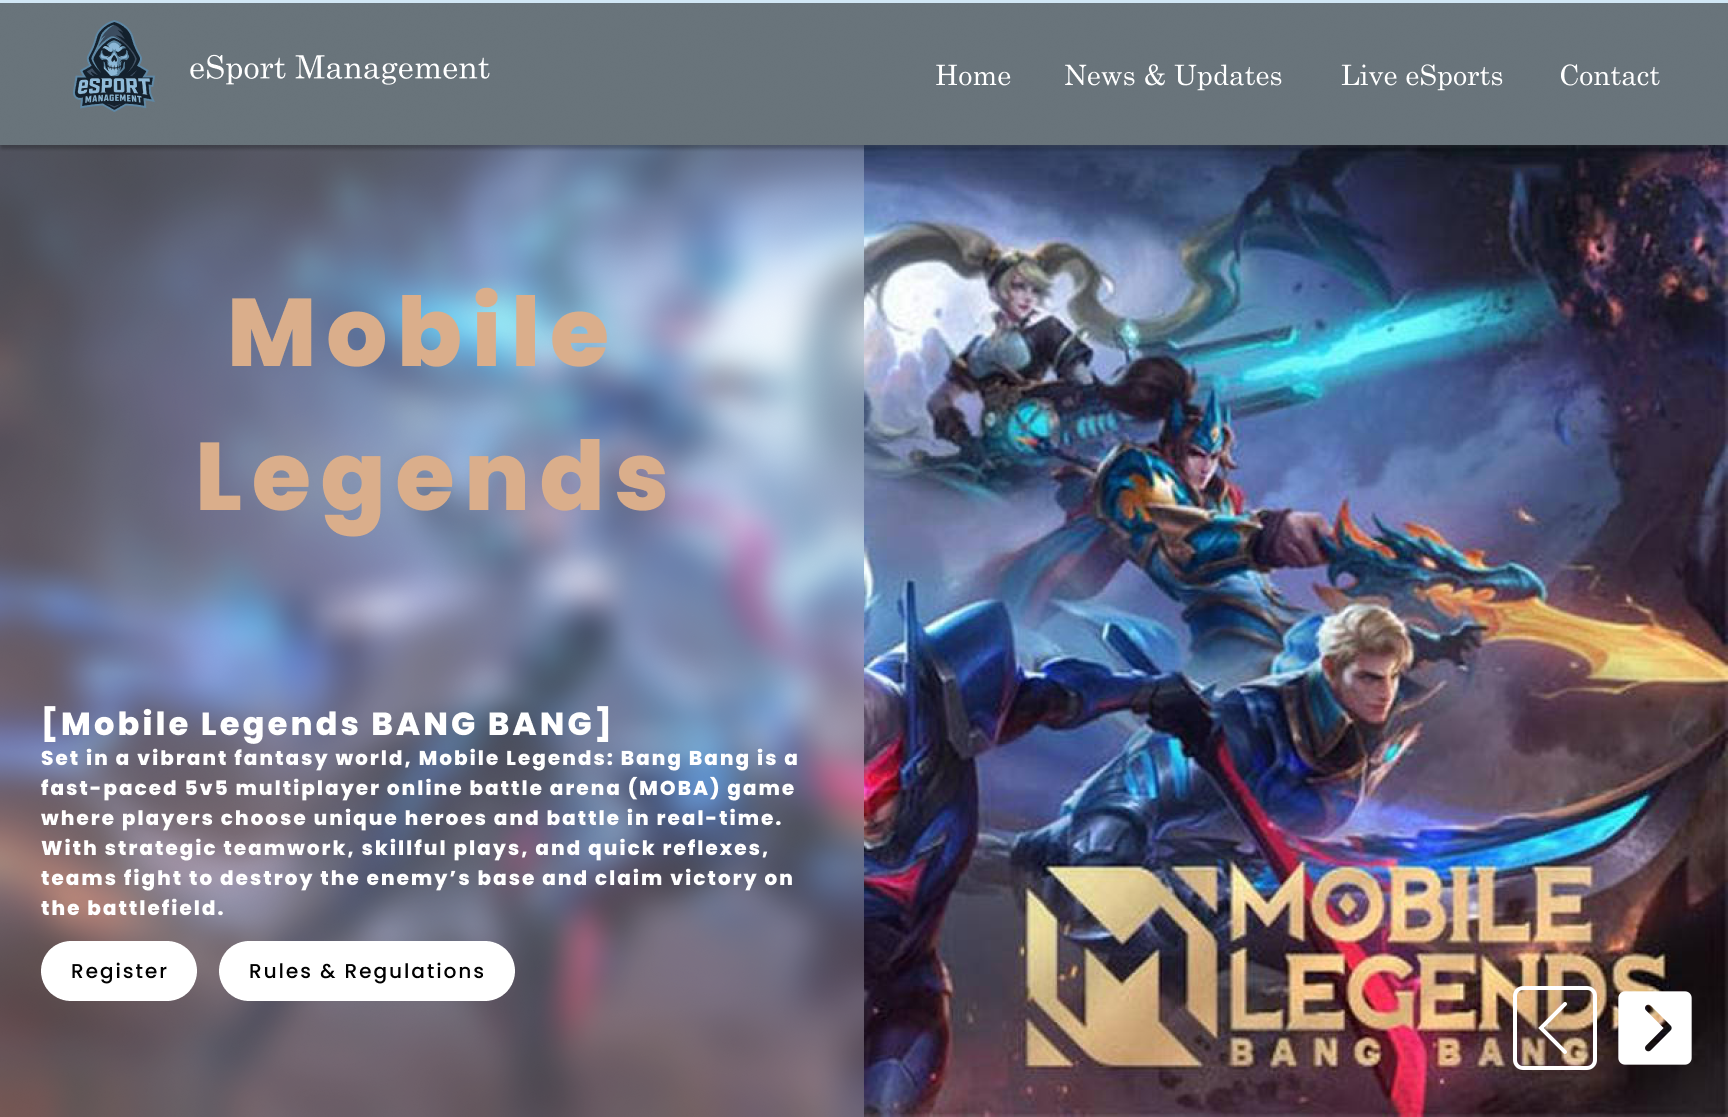 eSPORT
MANAGEMENT
eSport Management
Home
News & Updates
Live eSports
Contact
Mobile
Legends
[Mobile Legends BANG BANG]
Set in a vibrant fantasy world, Mobile Legends: Bang Bang is a
fast-paced 5v5 multiplayer online battle arena (MOBA) game
where players choose unique heroes and battle in real-time.
With strategic teamwork, skillful plays, and quick reflexes,
teams fight to destroy the enemy’s base and claim victory on
the battlefield.
Register
Rules & Regulations
MOBILE
LEGENDS
BANG BANG